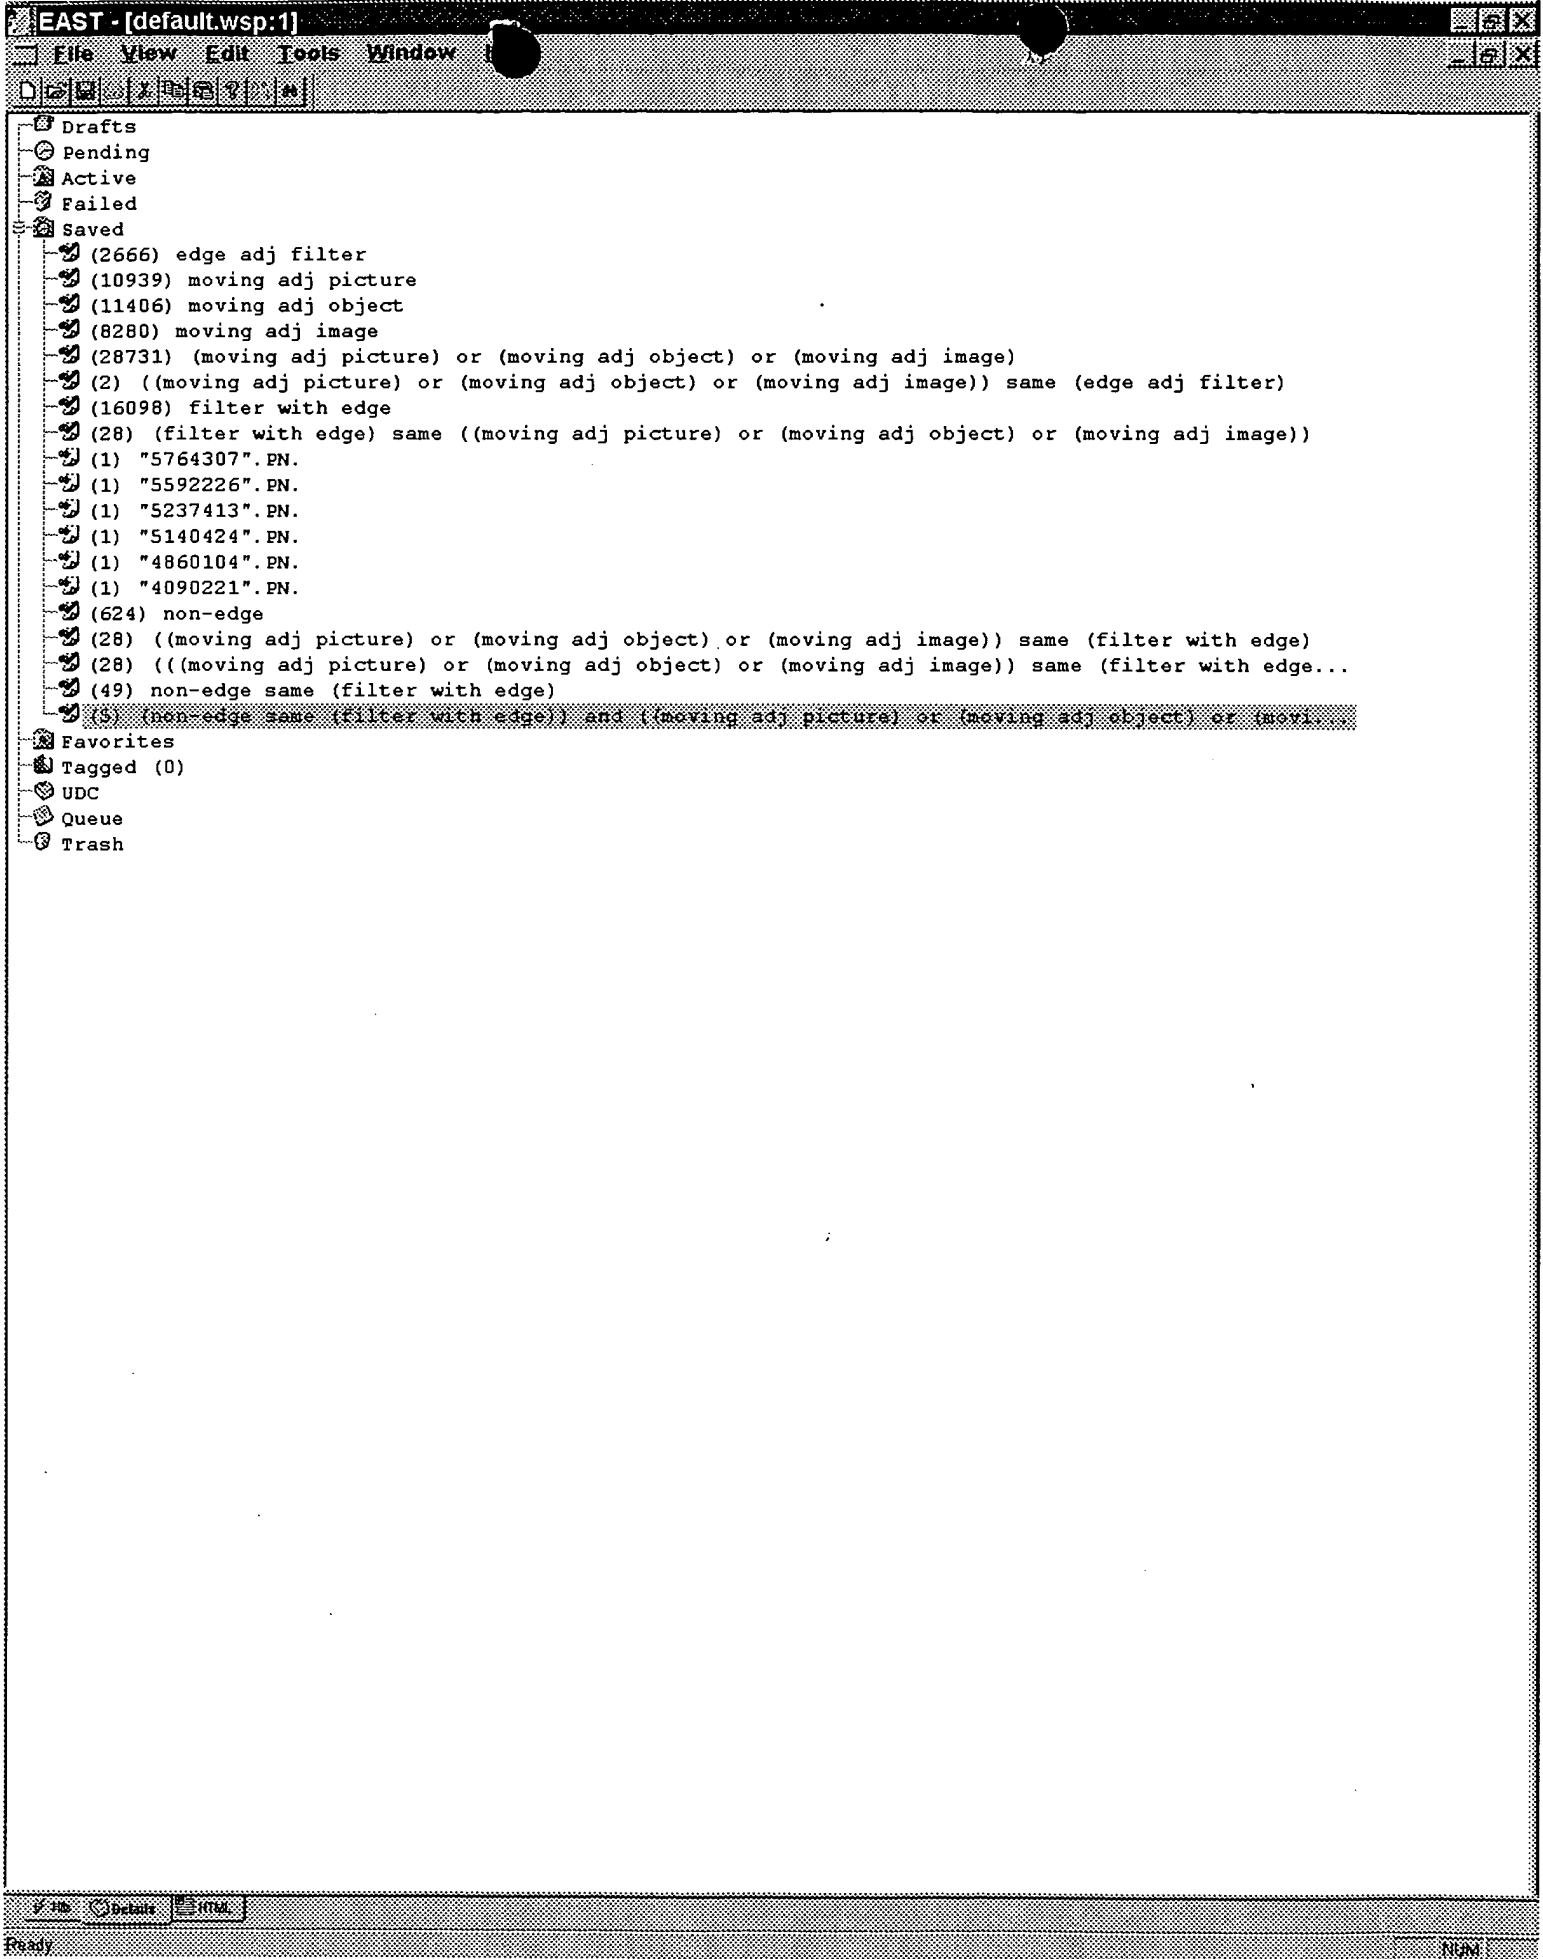 EAST - [default.wsp:1]
File View Edit Tools Window
Drafts
Pending
Active
Failed
Saved
(2666) edge adj filter
(10939) moving adj picture
(11406) moving adj object
(8280) moving adj image
(28731) (moving adj picture) or (moving adj object) or (moving adj image)
(2) ((moving adj picture) or (moving adj object) or (moving adj image)) same (edge adj filter)
(16098) filter with edge
(28) (filter with edge) same ((moving adj picture) or (moving adj object) or (moving adj image))
(1) "5764307".PN.
(1) "5592226".PN.
(1) "5237413".PN.
(1) "5140424".PN.
(1) "4860104".PN.
(1) "4090221".PN.
(624) non-edge
(28) ((moving adj picture) or (moving adj object) or (moving adj image)) same (filter with edge)
(28) (((moving adj picture) or (moving adj object) or (moving adj image)) same (filter with edge...
(49) non-edge same (filter with edge)
(5) (non-edge same (filter with edge)) and ((moving adj picture) or (moving adj object) or (movi...
Favorites
Tagged (0)
UDC
Queue
Trash
Details HTML
Ready NUM